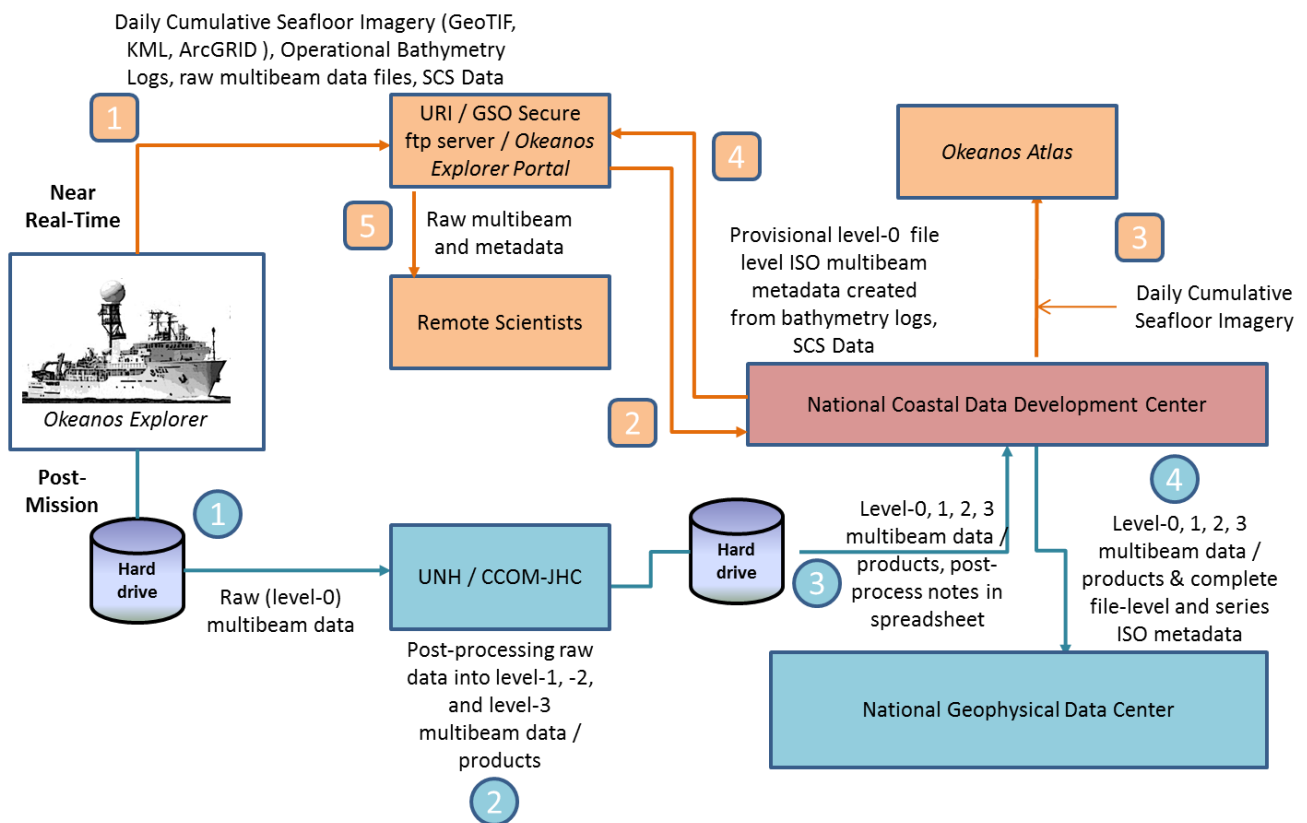 Daily Cumulative Seafloor Imagery (GeoTIF,
KML, ArcGRID ), Operational Bathymetry
Logs, raw multibeam data files, SCS Data
1
URI / GSO Secure
ftp server / Okeanos
Explorer Portal
4
Okeanos Atlas
Near
Real-Time
5
Raw multibeam
and metadata
3
Provisional level-0 file
level ISO multibeam
metadata created
from bathymetry logs,
SCS Data
Daily Cumulative
Seafloor Imagery
Remote Scientists
Okeanos Explorer
2
National Coastal Data Development Center
Post-
Mission
1
Hard
drive
Raw (level-0)
multibeam data
UNH / CCOM-JHC
Post-processing raw
data into level-1, -2,
and level-3
multibeam data /
products
2
Hard
drive
3
Level-0, 1, 2, 3
multibeam data /
products, post-
process notes in
spreadsheet
4
Level-0, 1, 2, 3
multibeam data /
products & complete
file-level and series
ISO metadata
National Geophysical Data Center